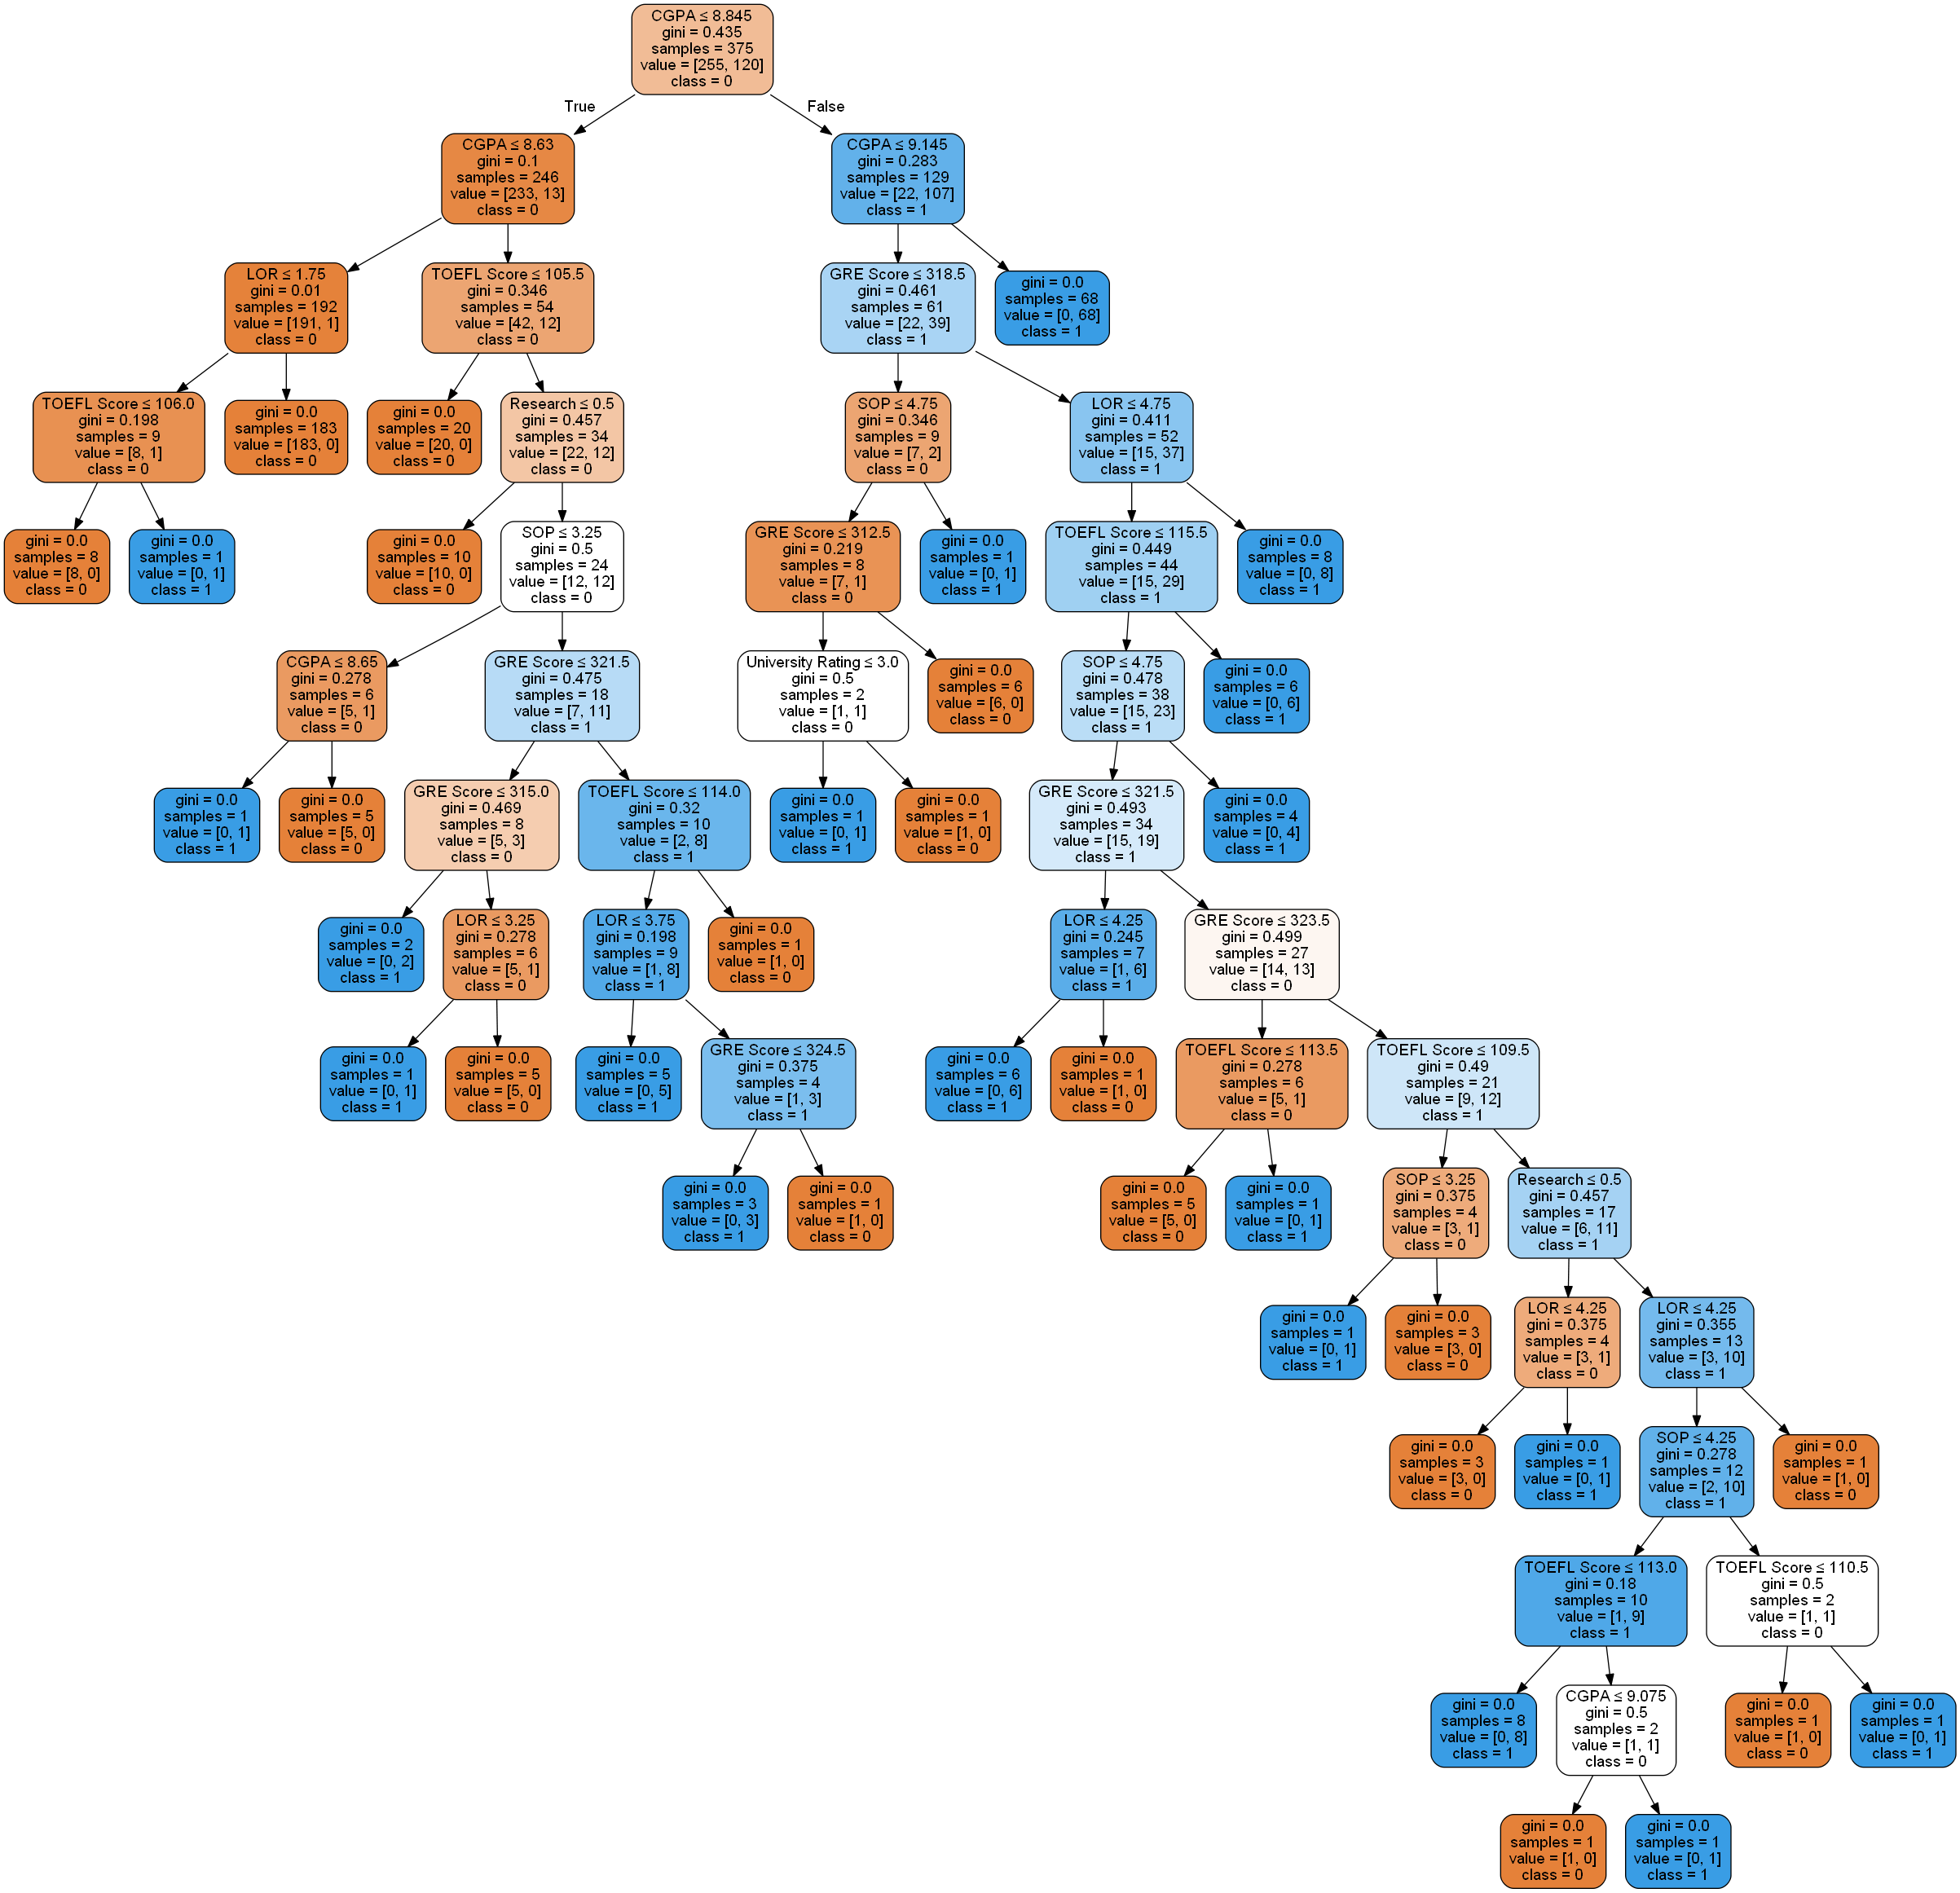 CGPA ≤ 8.845
gini = 0.435
samples = 375
value = [255, 120]
class = 0
True
False
CGPA ≤ 8.63
gini = 0.1
samples = 246
value = [233, 13]
class = 0
CGPA ≤ 9.145
gini = 0.283
samples = 129
value = [22, 107]
class = 1
LOR ≤ 1.75
gini = 0.01
samples = 192
value = [191, 1]
class = 0
TOEFL Score ≤ 105.5
gini = 0.346
samples = 54
value = [42, 12]
class = 0
GRE Score ≤ 318.5
gini = 0.461
samples = 61
value = [22, 39]
class = 1
gini = 0.0
samples = 68
value = [0, 68]
class = 1
TOEFL Score ≤ 106.0
gini = 0.198
samples = 9
value = [8, 1]
class = 0
gini = 0.0
samples = 183
value = [183, 0]
class = 0
gini = 0.0
samples = 20
value = [20, 0]
class = 0
Research ≤ 0.5
gini = 0.457
samples = 34
value = [22, 12]
class = 0
SOP ≤ 4.75
gini = 0.346
samples = 9
value = [7, 2]
class = 0
LOR ≤ 4.75
gini = 0.411
samples = 52
value = [15, 37]
class = 1
gini = 0.0
samples = 8
value = [8, 0]
class = 0
gini = 0.0
samples = 1
value = [0, 1]
class = 1
gini = 0.0
samples = 10
value = [10, 0]
class = 0
SOP ≤ 3.25
gini = 0.5
samples = 24
value = [12, 12]
class = 0
GRE Score ≤ 312.5
gini = 0.219
samples = 8
value = [7, 1]
class = 0
gini = 0.0
samples = 1
value = [0, 1]
class = 1
TOEFL Score ≤ 115.5
gini = 0.449
samples = 44
value = [15, 29]
class = 1
gini = 0.0
samples = 8
value = [0, 8]
class = 1
CGPA ≤ 8.65
gini = 0.278
samples = 6
value = [5, 1]
class = 0
GRE Score ≤ 321.5
gini = 0.475
samples = 18
value = [7, 11]
class = 1
University Rating ≤ 3.0
gini = 0.5
samples = 2
value = [1, 1]
class = 0
gini = 0.0
samples = 6
value = [6, 0]
class = 0
SOP ≤ 4.75
gini = 0.478
samples = 38
value = [15, 23]
class = 1
gini = 0.0
samples = 6
value = [0, 6]
class = 1
gini = 0.0
samples = 1
value = [0, 1]
class = 1
gini = 0.0
samples = 5
value = [5, 0]
class = 0
GRE Score ≤ 315.0
gini = 0.469
samples = 8
value = [5, 3]
class = 0
TOEFL Score ≤ 114.0
gini = 0.32
samples = 10
value = [2, 8]
class = 1
gini = 0.0
samples = 1
value = [0, 1]
class = 1
gini = 0.0
samples = 1
value = [1, 0]
class = 0
GRE Score ≤ 321.5
gini = 0.493
samples = 34
value = [15, 19]
class = 1
gini = 0.0
samples = 4
value = [0, 4]
class = 1
gini = 0.0
samples = 2
value = [0, 2]
class = 1
LOR ≤ 3.25
gini = 0.278
samples = 6
value = [5, 1]
class = 0
LOR ≤ 3.75
gini = 0.198
samples = 9
value = [1, 8]
class = 1
gini = 0.0
samples = 1
value = [1, 0]
class = 0
LOR ≤ 4.25
gini = 0.245
samples = 7
value = [1, 6]
class = 1
GRE Score ≤ 323.5
gini = 0.499
samples = 27
value = [14, 13]
class = 0
gini = 0.0
samples = 1
value = [0, 1]
class = 1
gini = 0.0
samples = 5
value = [5, 0]
class = 0
gini = 0.0
samples = 5
value = [0, 5]
class = 1
GRE Score ≤ 324.5
gini = 0.375
samples = 4
value = [1, 3]
class = 1
gini = 0.0
samples = 6
value = [0, 6]
class = 1
gini = 0.0
samples = 1
value = [1, 0]
class = 0
TOEFL Score ≤ 113.5
gini = 0.278
samples = 6
value = [5, 1]
class = 0
TOEFL Score ≤ 109.5
gini = 0.49
samples = 21
value = [9, 12]
class = 1
gini = 0.0
samples = 3
value = [0, 3]
class = 1
gini = 0.0
samples = 1
value = [1, 0]
class = 0
gini = 0.0
samples = 5
value = [5, 0]
class = 0
gini = 0.0
samples = 1
value = [0, 1]
class = 1
SOP ≤ 3.25
gini = 0.375
samples = 4
value = [3, 1]
class = 0
Research ≤ 0.5
gini = 0.457
samples = 17
value = [6, 11]
class = 1
gini = 0.0
samples = 1
value = [0, 1]
class = 1
gini = 0.0
samples = 3
value = [3, 0]
class = 0
LOR ≤ 4.25
gini = 0.375
samples = 4
value = [3, 1]
class = 0
LOR ≤ 4.25
gini = 0.355
samples = 13
value = [3, 10]
class = 1
gini = 0.0
samples = 3
value = [3, 0]
class = 0
gini = 0.0
samples = 1
value = [0, 1]
class = 1
SOP ≤ 4.25
gini = 0.278
samples = 12
value = [2, 10]
class = 1
gini = 0.0
samples = 1
value = [1, 0]
class = 0
TOEFL Score ≤ 113.0
gini = 0.18
samples = 10
value = [1, 9]
class = 1
TOEFL Score ≤ 110.5
gini = 0.5
samples = 2
value = [1, 1]
class = 0
gini = 0.0
samples = 8
value = [0, 8]
class = 1
CGPA ≤ 9.075
gini = 0.5
samples = 2
value = [1, 1]
class = 0
gini = 0.0
samples = 1
value = [1, 0]
class = 0
gini = 0.0
samples = 1
value = [0, 1]
class = 1
gini = 0.0
samples = 1
value = [1, 0]
class = 0
gini = 0.0
samples = 1
value = [0, 1]
class = 1